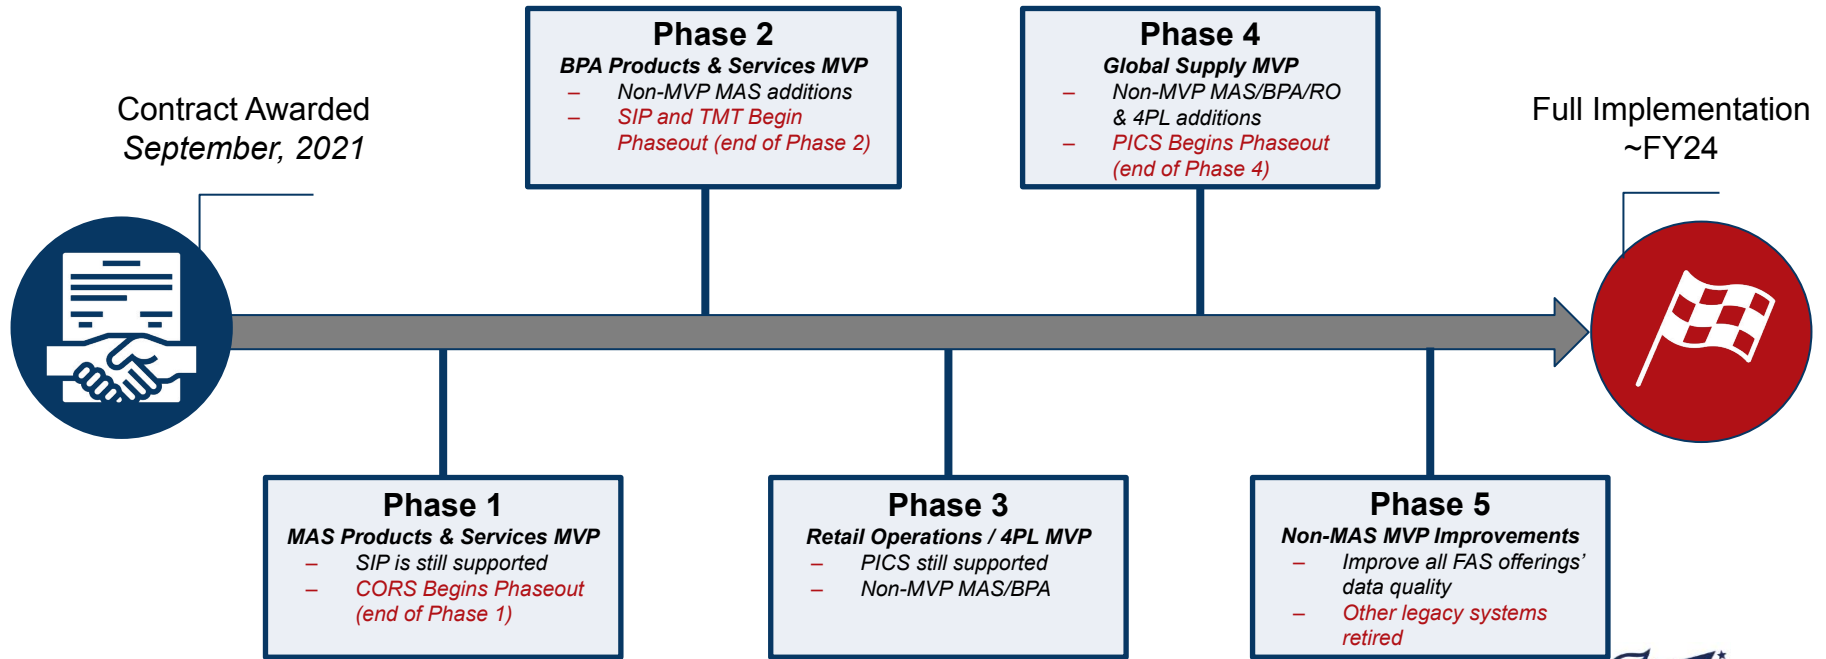 Contract Awarded
September, 2021
Phase 2
BPA Products & Services MVP
– Non-MVP MAS additions
– SIP and TMT Begin
Phaseout (end of Phase 2)
Phase 4
Global Supply MVP
– Non-MVP MAS/BPA/RO
& 4PL additions
– PICS Begins Phaseout
(end of Phase 4)
Full Implementation
~FY24
Phase 1
MAS Products & Services MVP
– SIP is still supported
– CORS Begins Phaseout
(end of Phase 1)
Phase 3
Retail Operations / 4PL MVP
– PICS still supported
– Non-MVP MAS/BPA
Phase 5
Non-MAS MVP Improvements
– Improve all FAS offerings’
data quality
– Other legacy systems
retired